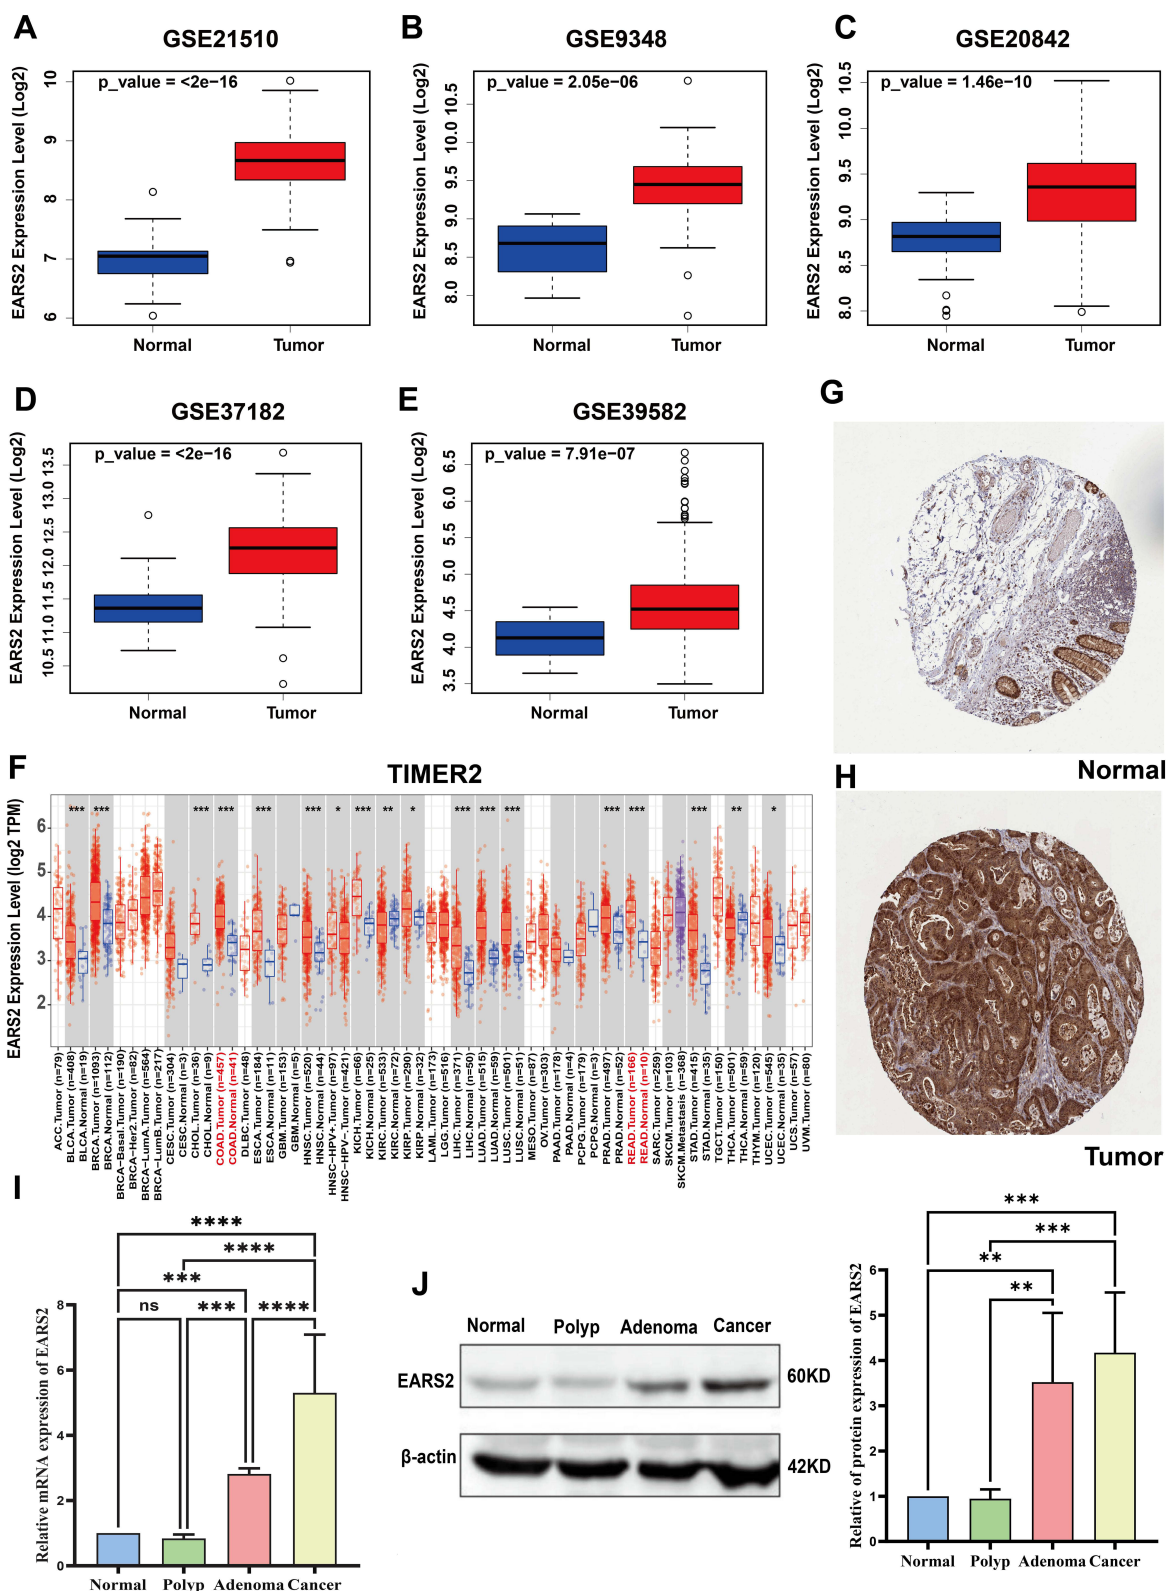 A
GSE21510
p_value = <2e−16
EARS2 Expression Level (Log2)
10
9
8
7
6
Normal
Tumor
B
GSE9348
p_value = 2.05e−06
EARS2 Expression Level (Log2)
10.5
10.0
9.5
9.0
8.5
8.0
Normal
Tumor
C
GSE20842
p_value = 1.46e−10
EARS2 Expression Level (Log2)
10.5
9.5
9.0
8.5
8.0
Normal
Tumor
D
GSE37182
p_value = <2e−16
EARS2 Expression Level (Log2)
13.5
13.0
12.5
12.0
11.5
11.0
10.5
Normal
Tumor
E
GSE39582
p_value = 7.91e−07
EARS2 Expression Level (Log2)
6.5
6.0
5.5
5.0
4.5
4.0
3.5
Normal
Tumor
G
Normal
F
TIMER2
EARS2 Expression Level (log2 TPM)
6
5
4
3
2
*** *** *** *** *** *** * *** ** * *** *** *** *** *** *** ** *
ACC.Tumor (n=79)
BLCA.Tumor (n=408)
BLCA.Normal (n=19)
BRCA.Tumor (n=1093)
BRCA.Normal (n=112)
BRCA−Basal.Tumor (n=190)
BRCA−Her2.Tumor (n=82)
BRCA−LumA.Tumor (n=564)
BRCA−LumB.Tumor (n=217)
CESC.Tumor (n=304)
CESC.Normal (n=3)
CHOL.Tumor (n=36)
CHOL.Normal (n=9)
COAD.Tumor (n=457)
COAD.Normal (n=41)
DLBC.Tumor (n=48)
ESCA.Tumor (n=184)
ESCA.Normal (n=11)
GBM.Tumor (n=153)
GBM.Normal (n=5)
HNSC.Tumor (n=520)
HNSC.Normal (n=44)
HNSC−HPV+.Tumor (n=97)
HNSC−HPV−.Tumor (n=421)
KICH.Tumor (n=66)
KICH.Normal (n=25)
KIRC.Tumor (n=533)
KIRC.Normal (n=72)
KIRP.Tumor (n=290)
KIRP.Normal (n=32)
LAML.Tumor (n=173)
LGG.Tumor (n=516)
LIHC.Tumor (n=371)
LIHC.Normal (n=50)
LUAD.Tumor (n=515)
LUAD.Normal (n=59)
LUSC.Tumor (n=501)
LUSC.Normal (n=51)
MESO.Tumor (n=87)
OV.Tumor (n=303)
PAAD.Tumor (n=178)
PAAD.Normal (n=4)
PCPG.Tumor (n=179)
PCPG.Normal (n=3)
PRAD.Tumor (n=497)
PRAD.Normal (n=52)
READ.Tumor (n=166)
READ.Normal (n=10)
SARC.Tumor (n=259)
SKCM.Tumor (n=103)
SKCM.Metastasis (n=368)
STAD.Tumor (n=415)
STAD.Normal (n=35)
TGCT.Tumor (n=150)
THCA.Tumor (n=501)
THCA.Normal (n=59)
THYM.Tumor (n=120)
UCEC.Tumor (n=545)
UCEC.Normal (n=35)
UCS.Tumor (n=57)
UVM.Tumor (n=80)
H
Tumor
I
Relative mRNA expression of EARS2
8
6
4
2
0
****
****
***
ns
***
****
Normal Polyp Adenoma Cancer
J
Normal Polyp Adenoma Cancer
EARS2
60KD
β-actin
42KD
Relative of protein expression of EARS2
6
5
4
3
2
1
0
***
***
**
**
Normal Polyp Adenoma Cancer